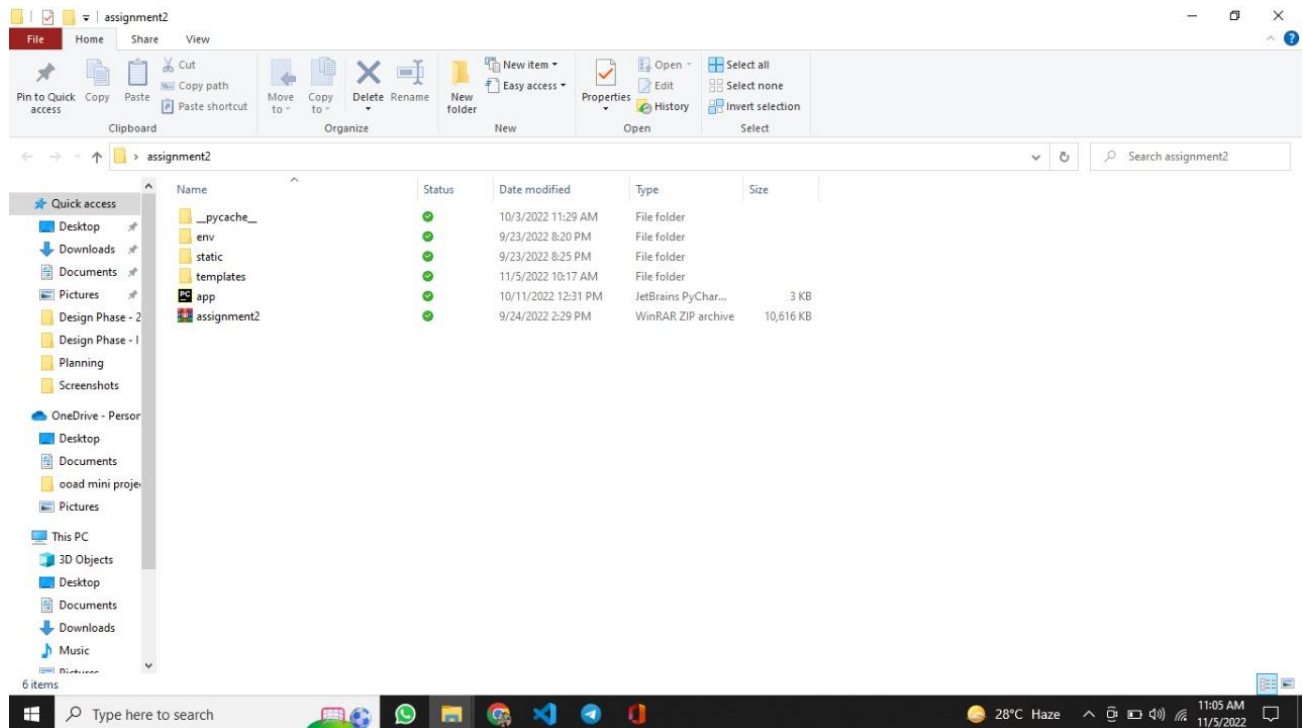 assignment2
File Home Share View
Pin to Quick access
Copy
Paste
Cut
Copy path
Paste shortcut
Clipboard
Move to
Copy to
Delete
Rename
Organize
New folder
New item
Easy access
New
Properties
Open
Edit
History
Open
Select all
Select none
Invert selection
Select
assignment2
Search assignment2
Quick access
Desktop
Downloads
Documents
Pictures
Design Phase - 2
Design Phase - I
Planning
Screenshots
OneDrive - Person
Desktop
Documents
ooad mini proje
Pictures
This PC
3D Objects
Desktop
Documents
Downloads
Music
Pictures
Name Status Date modified Type Size
__pycache__ 10/3/2022 11:29 AM File folder
env 9/23/2022 8:20 PM File folder
static 9/23/2022 8:25 PM File folder
templates 11/5/2022 10:17 AM File folder
PC app 10/11/2022 12:31 PM JetBrains PyChar... 3 KB
assignment2 9/24/2022 2:29 PM WinRAR ZIP archive 10,616 KB
6 items
Type here to search
28°C Haze
11:05 AM
11/5/2022